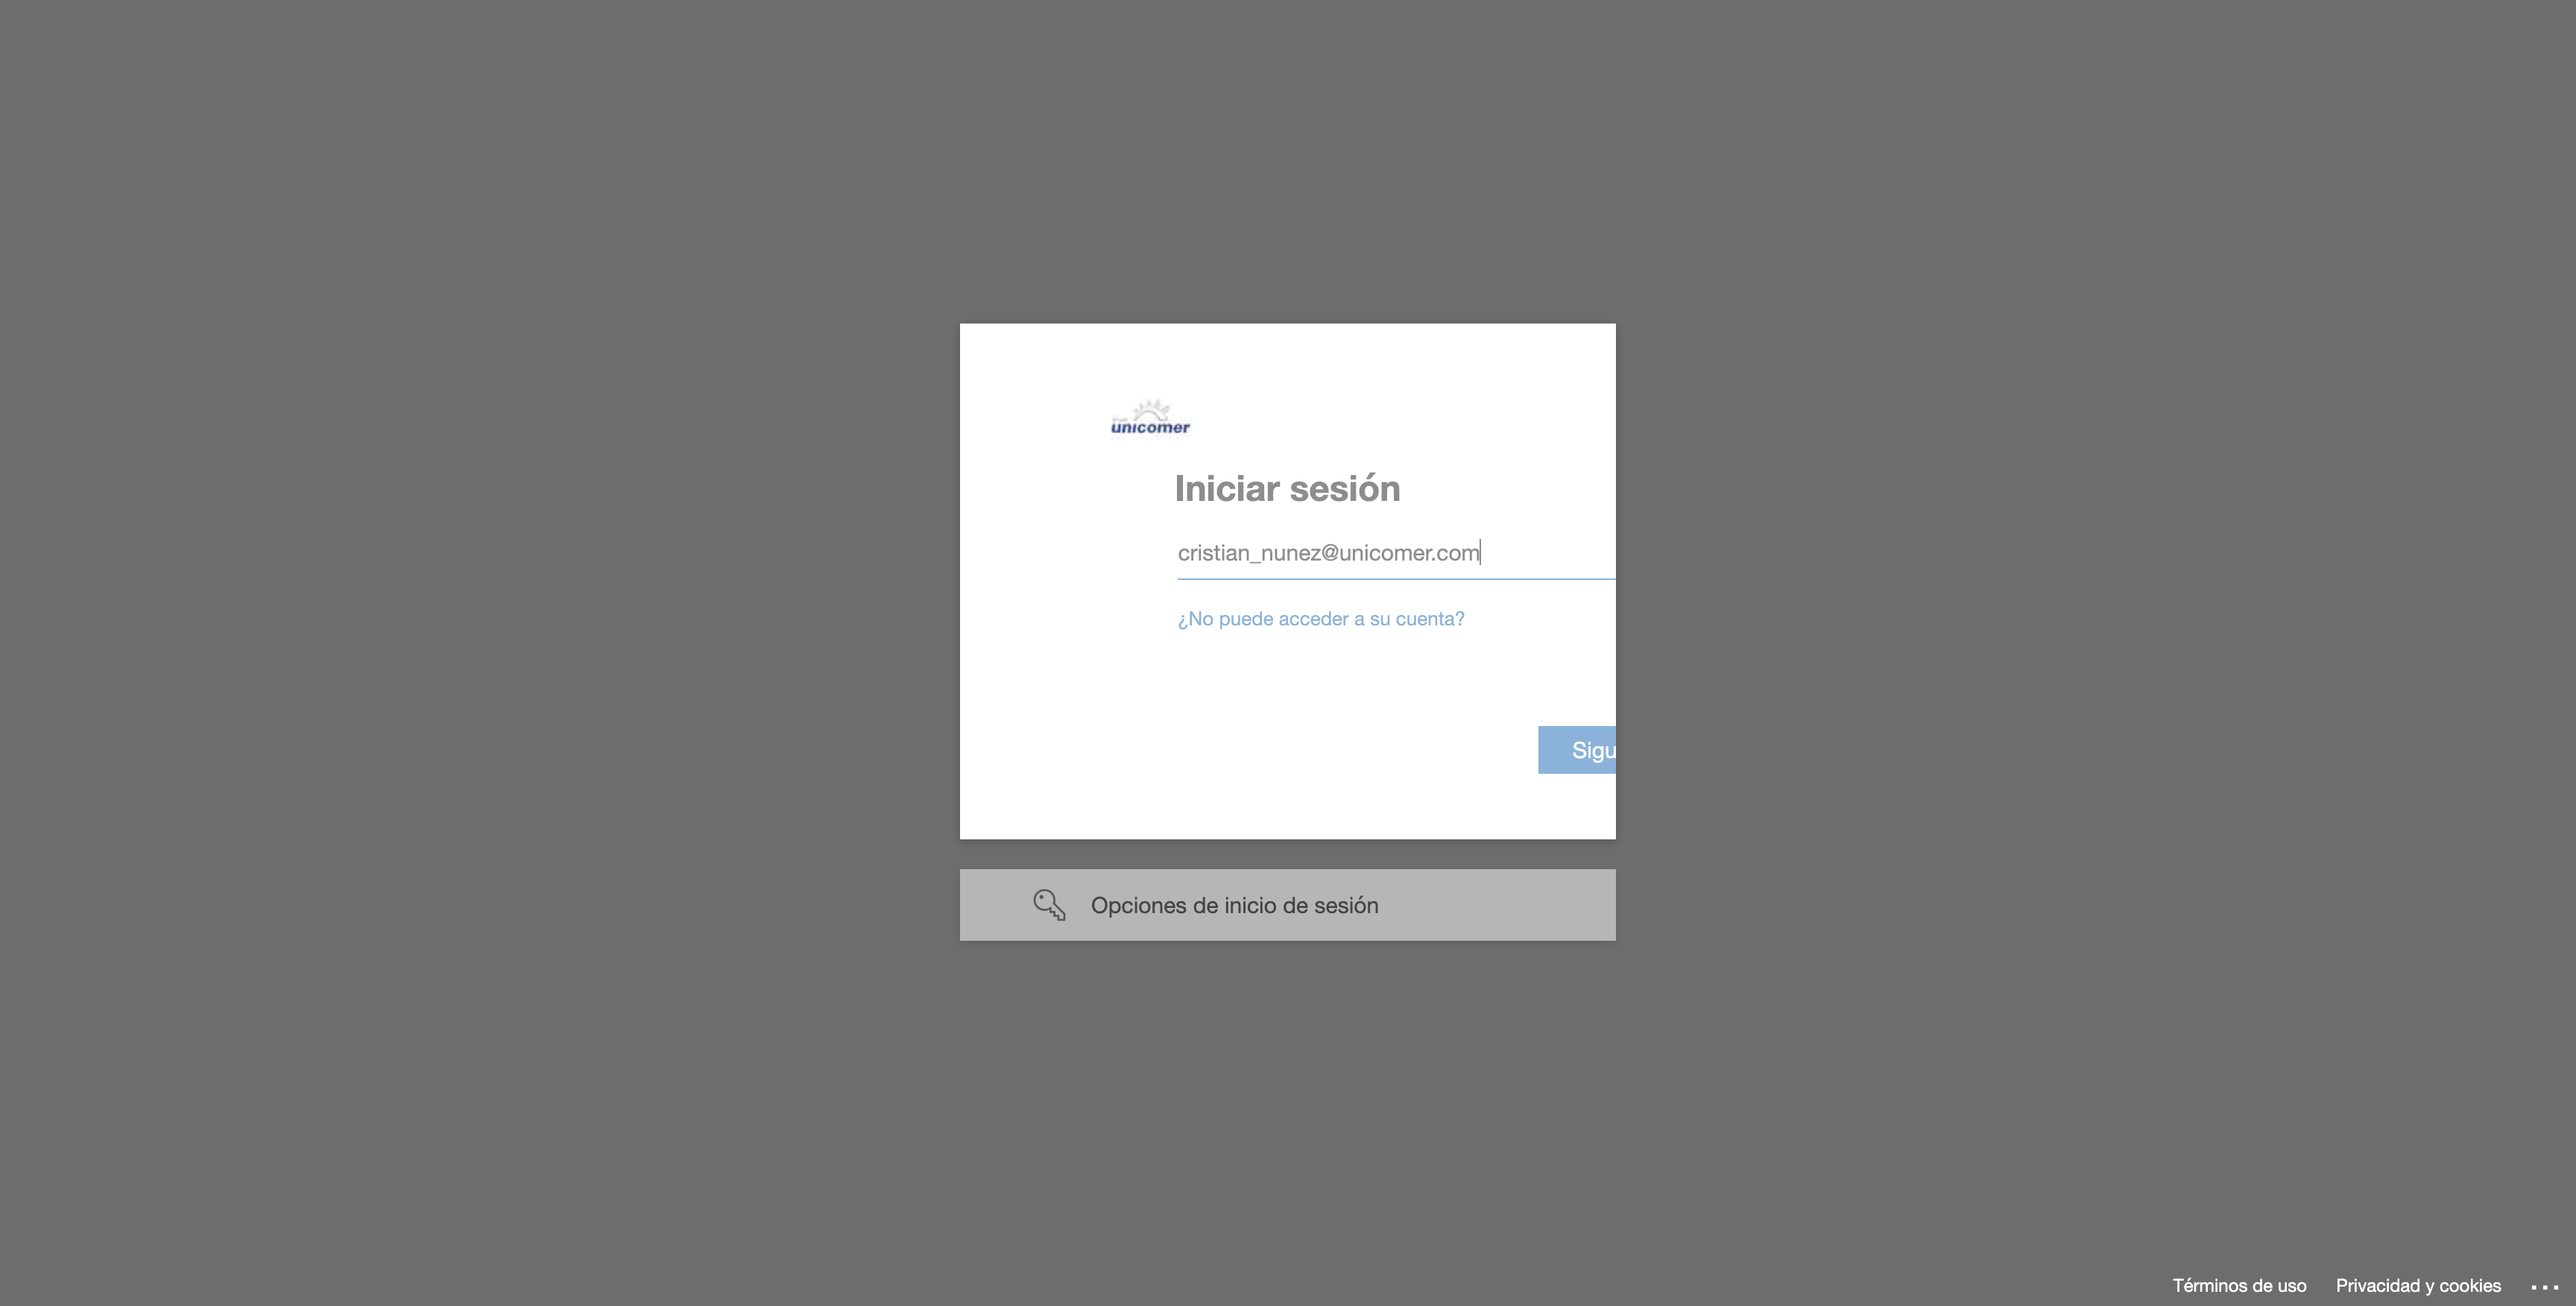 unicomer
Iniciar sesión
cristian_nunez@unicomer.com
¿No puede acceder a su cuenta?
Sigu
Opciones de inicio de sesión
Términos de uso Privacidad y cookies ...